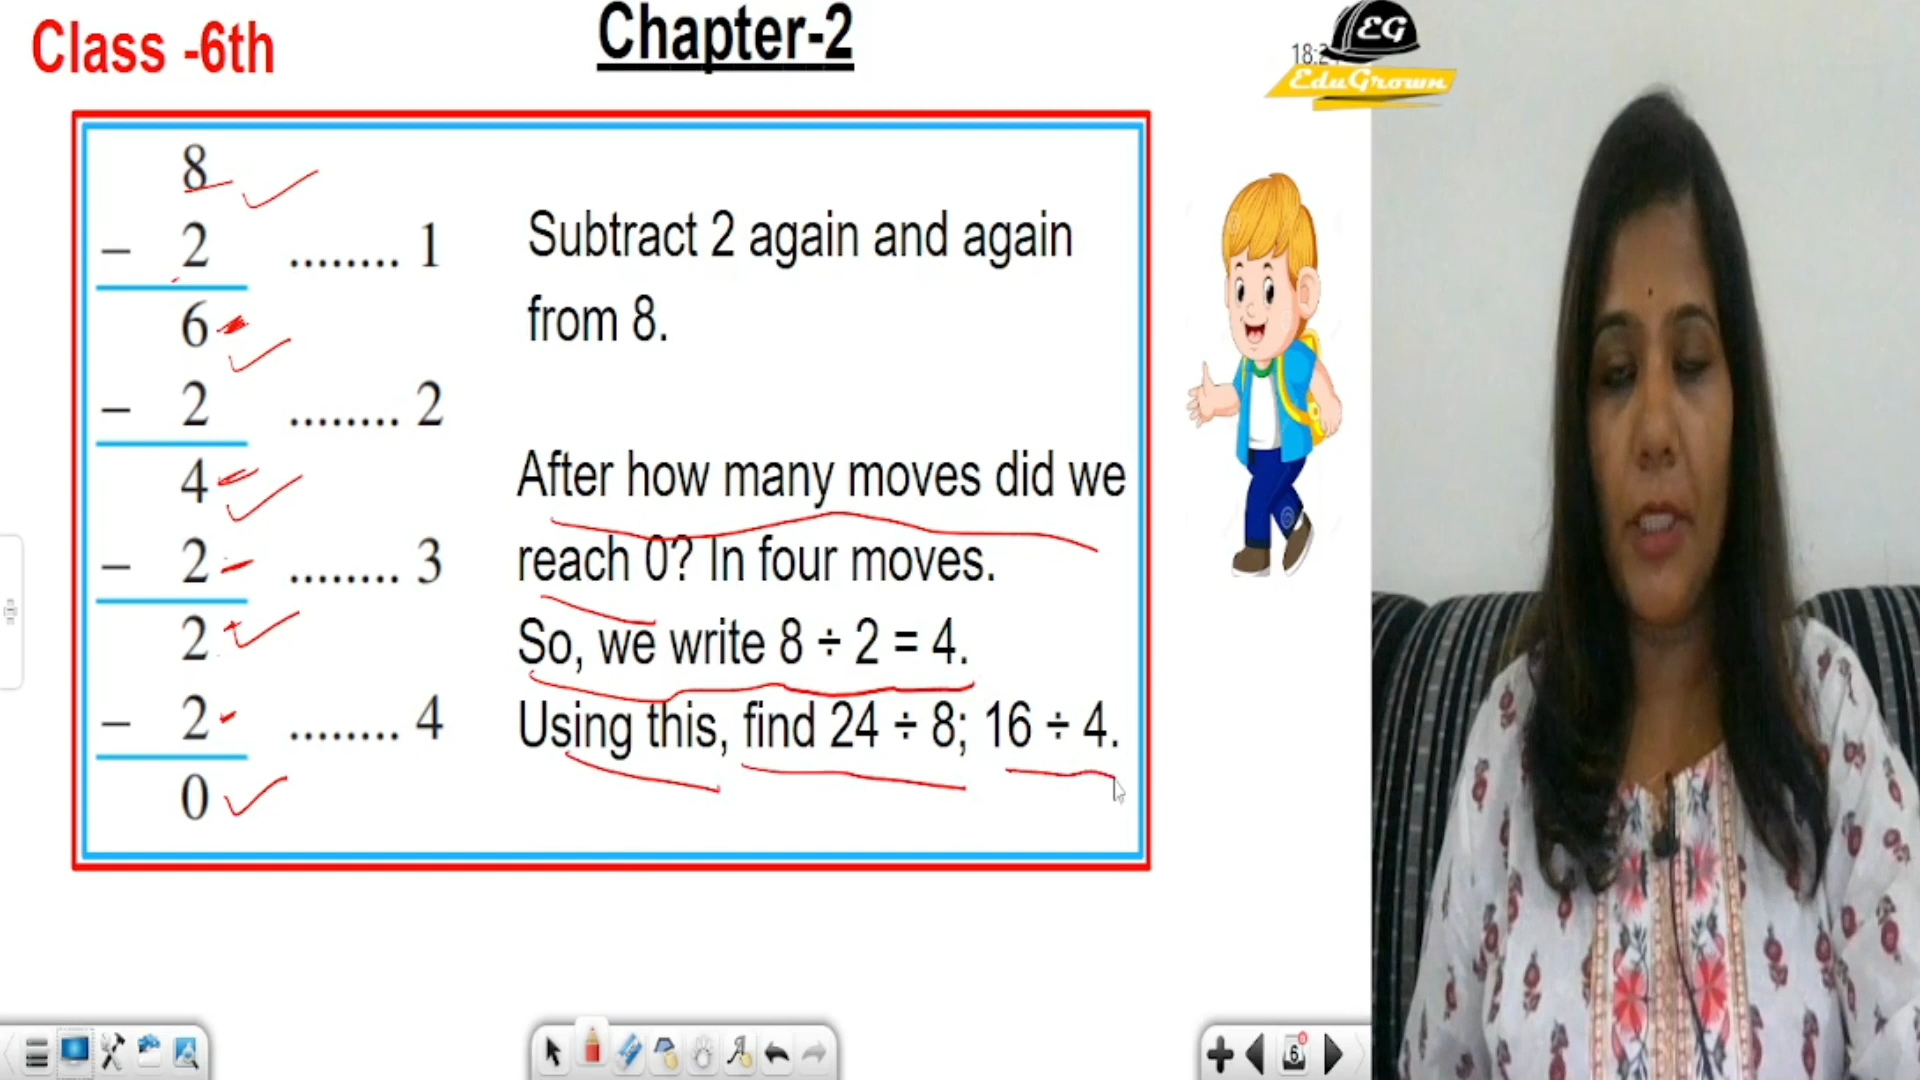 Class -6th
Chapter-2
EG
EduGrown
8
– 2 ........ 1
6
– 2 ........ 2
4
– 2 ........ 3
2
– 2 ........ 4
0
Subtract 2 again and again
from 8.
After how many moves did we
reach 0? In four moves.
So, we write 8 ÷ 2 = 4.
Using this, find 24 ÷ 8; 16 ÷ 4.
6